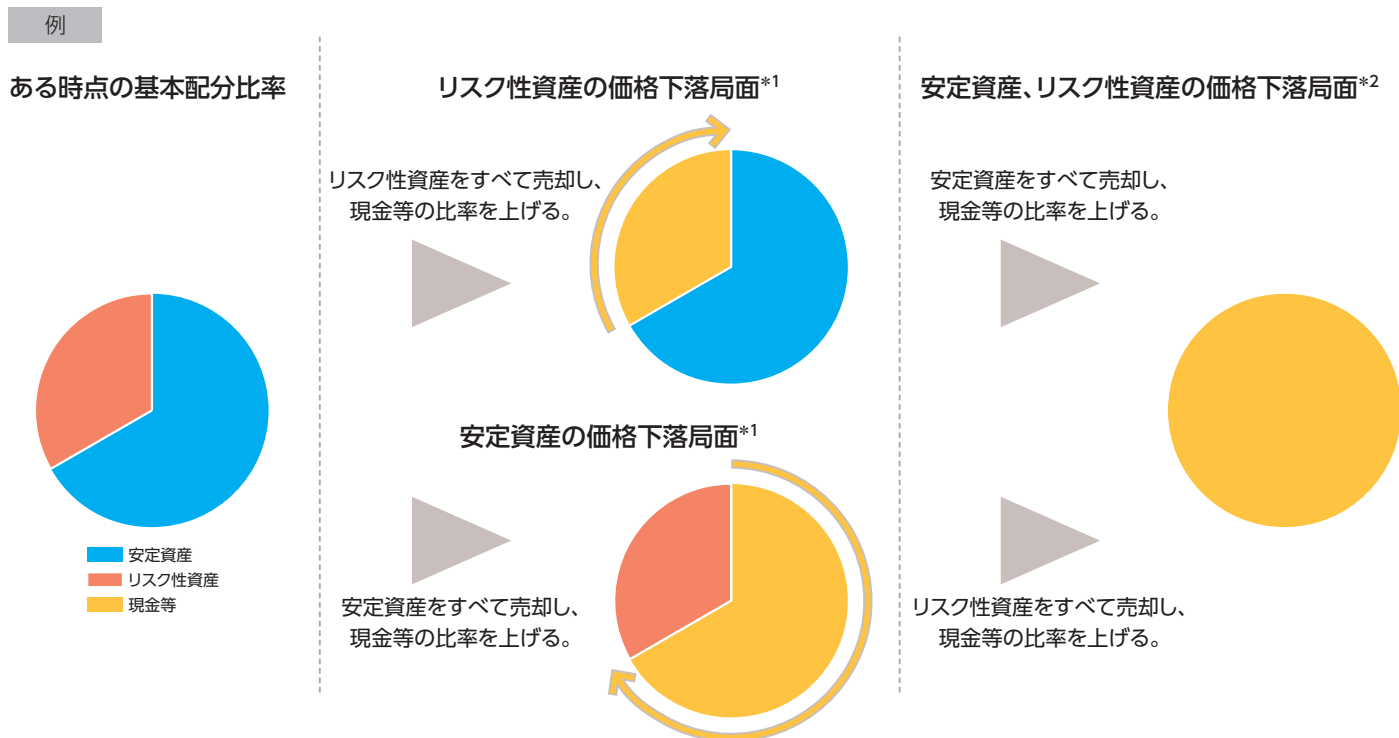 例
ある時点の基本配分比率
安定資産
リスク性資産
現金等
リスク性資産の価格下落局面*1
リスク性資産をすべて売却し、
現金等の比率を上げる。
安定資産の価格下落局面*1
安定資産をすべて売却し、
現金等の比率を上げる。
安定資産、リスク性資産の価格下落局面*2
安定資産をすべて売却し、
現金等の比率を上げる。
リスク性資産をすべて売却し、
現金等の比率を上げる。